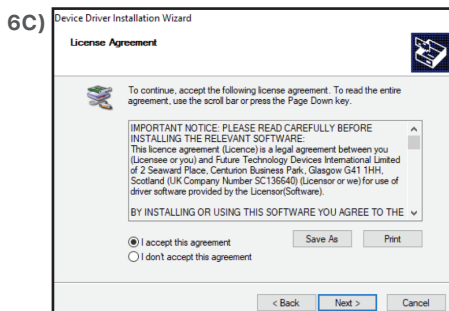 6C)
Device Driver Installation Wizard
License Agreement
To continue, accept the following license agreement. To read the entire
agreement, use the scroll bar or press the Page Down key.
IMPORTANT NOTICE: PLEASE READ CAREFULLY BEFORE
INSTALLING THE RELEVANT SOFTWARE:
This licence agreement (Licence) is a legal agreement between you
(Licensee or you) and Future Technology Devices International Limited
of 2 Seaward Place, Centurion Business Park, Glasgow G41 1HH,
Scotland (UK Company Number SC136640) (Licensor or we) for use of
driver software provided by the Licensor(Software).
BY INSTALLING OR USING THIS SOFTWARE YOU AGREE TO THE
I accept this agreement
Save As
Print
I don't accept this agreement
< Back
Next >
Cancel